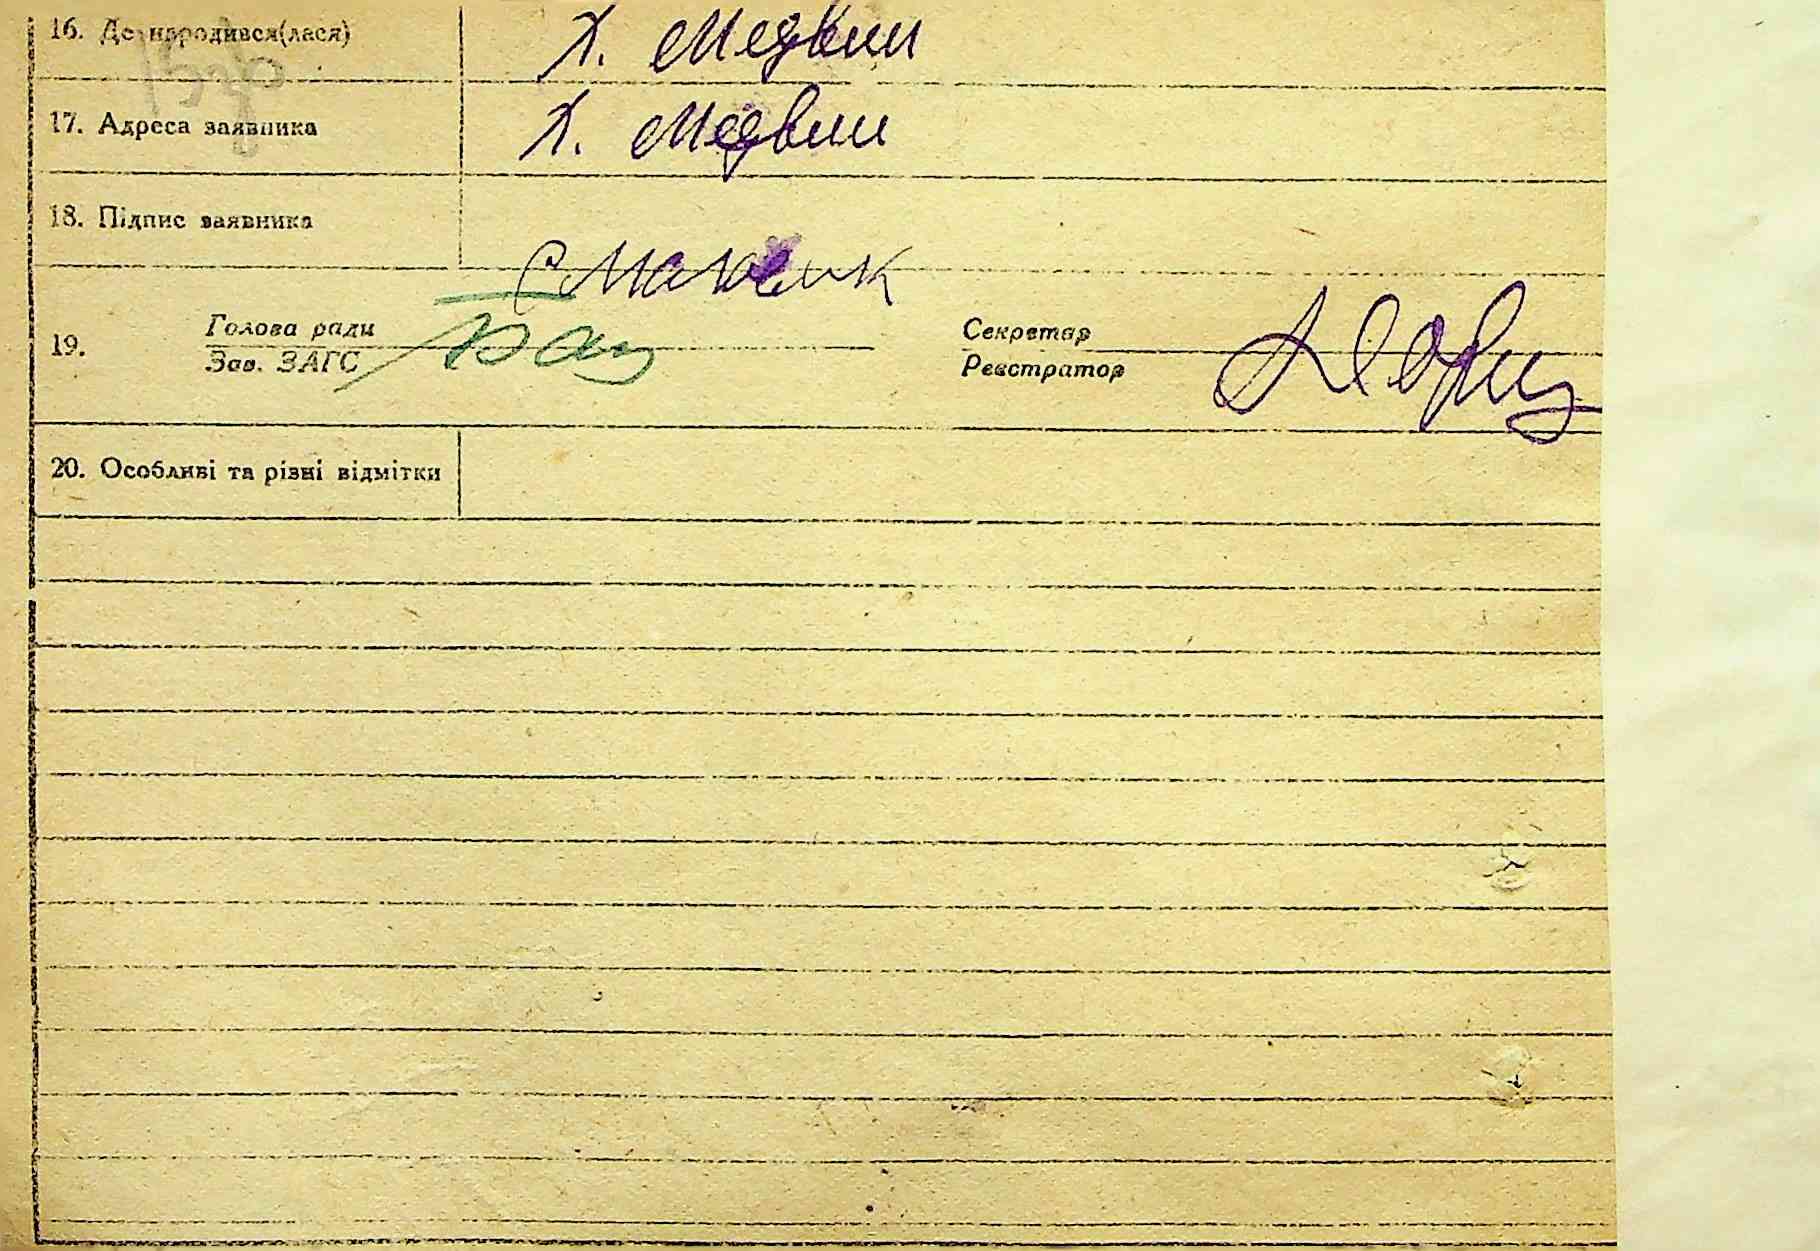 16. Де народився(лася) Х. Медвин
17. Адреса заявника Х. Медвин
18. Підпис заявника
19. Голова ради
Зав. ЗАГС
Секретар
Реєстратор
20. Особливі та різні відмітки